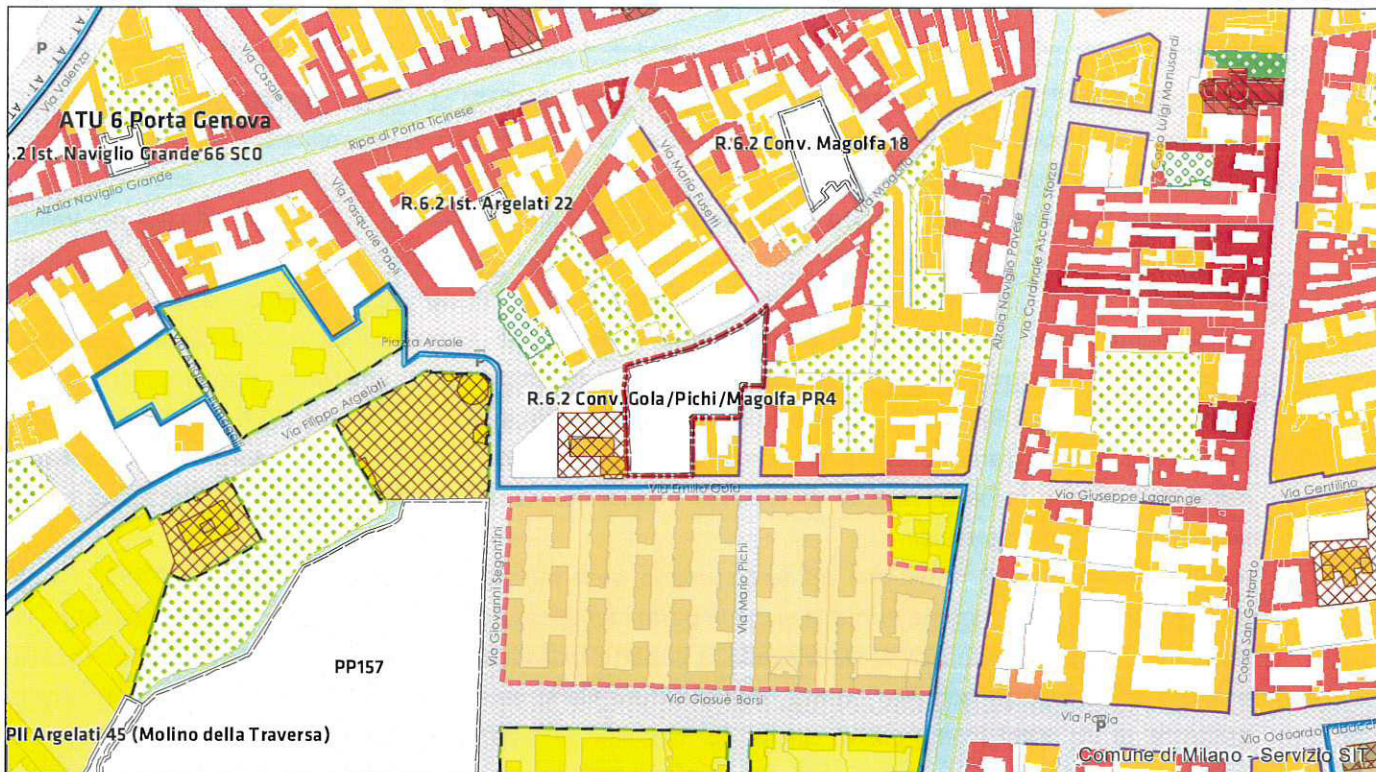 P
Via Valenza
Via Casale
ATU 6 Porta Genova
.2 Ist. Naviglio Grande 66 SCO
Ripa di Porta Ticinese
Alzaia Naviglio Grande
Via Pasquale Paoli
R.6.2 Ist. Argelati 22
Via Mario Fusetti
R.6.2 Conv. Magolfa 18
Via Magolfa
Corso Luigi Manusardi
Alzaia Naviglio Pavese
Via Cardinale Ascanio Sforza
Piazza Arcole
Via Filippo Argelati
R.6.2 Conv. Gola/Pichi/Magolfa PR4
Via Emilio Gola
Via Giuseppe Lagrange
Via Gentilino
Via Giovanni Segantini
Via Mario Pichi
Corso San Gottardo
PP157
Via Giosuè Borsi
Via Pavia
P
PII Argelati 45 (Molino della Traversa)
Via Odoardo
Comune di Milano - Servizio SIT